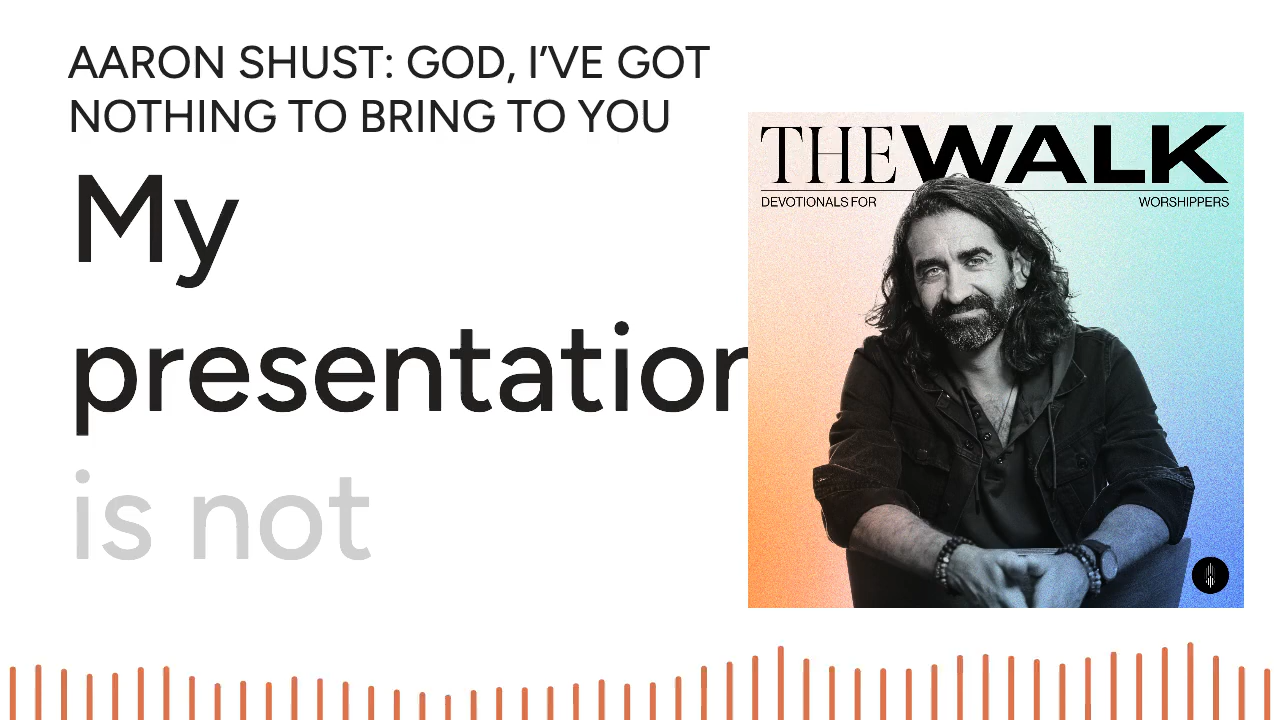 AARON SHUST: GOD, I’VE GOT
NOTHING TO BRING TO YOU
My
presentation
is not
THE WALK
DEVOTIONALS FOR WORSHIPPERS